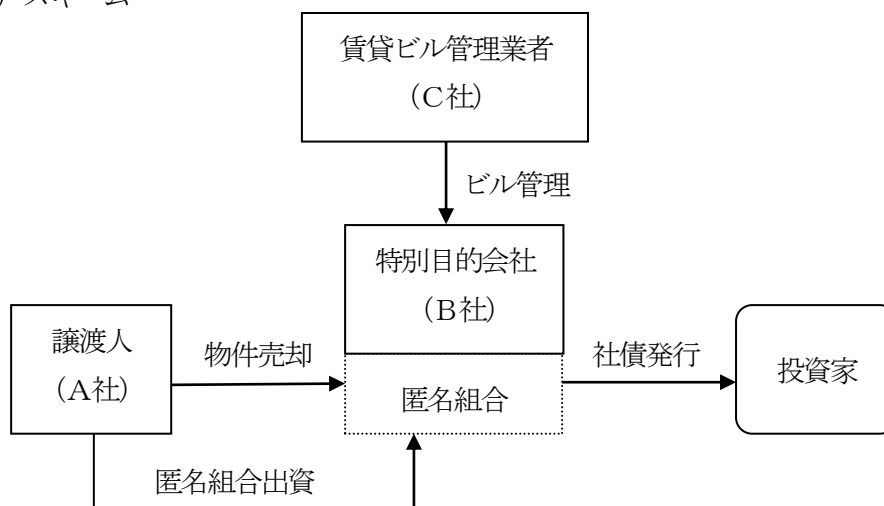 賃貸ビル管理業者
（C社）
ビル管理
特別目的会社
（B社）
譲渡人
（A社）
物件売却
匿名組合
社債発行
投資家
匿名組合出資